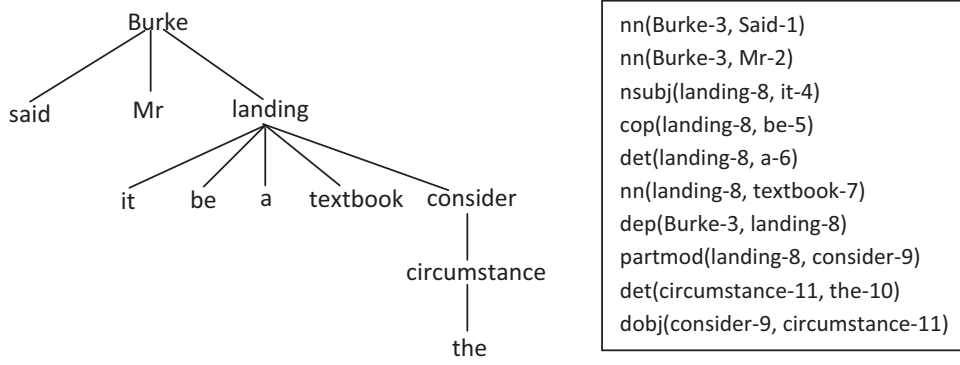 Burke
said Mr landing
it be a textbook consider
circumstance
the
nn(Burke-3, Said-1)
nn(Burke-3, Mr-2)
nsubj(landing-8, it-4)
cop(landing-8, be-5)
det(landing-8, a-6)
nn(landing-8, textbook-7)
dep(Burke-3, landing-8)
partmod(landing-8, consider-9)
det(circumstance-11, the-10)
dobj(consider-9, circumstance-11)